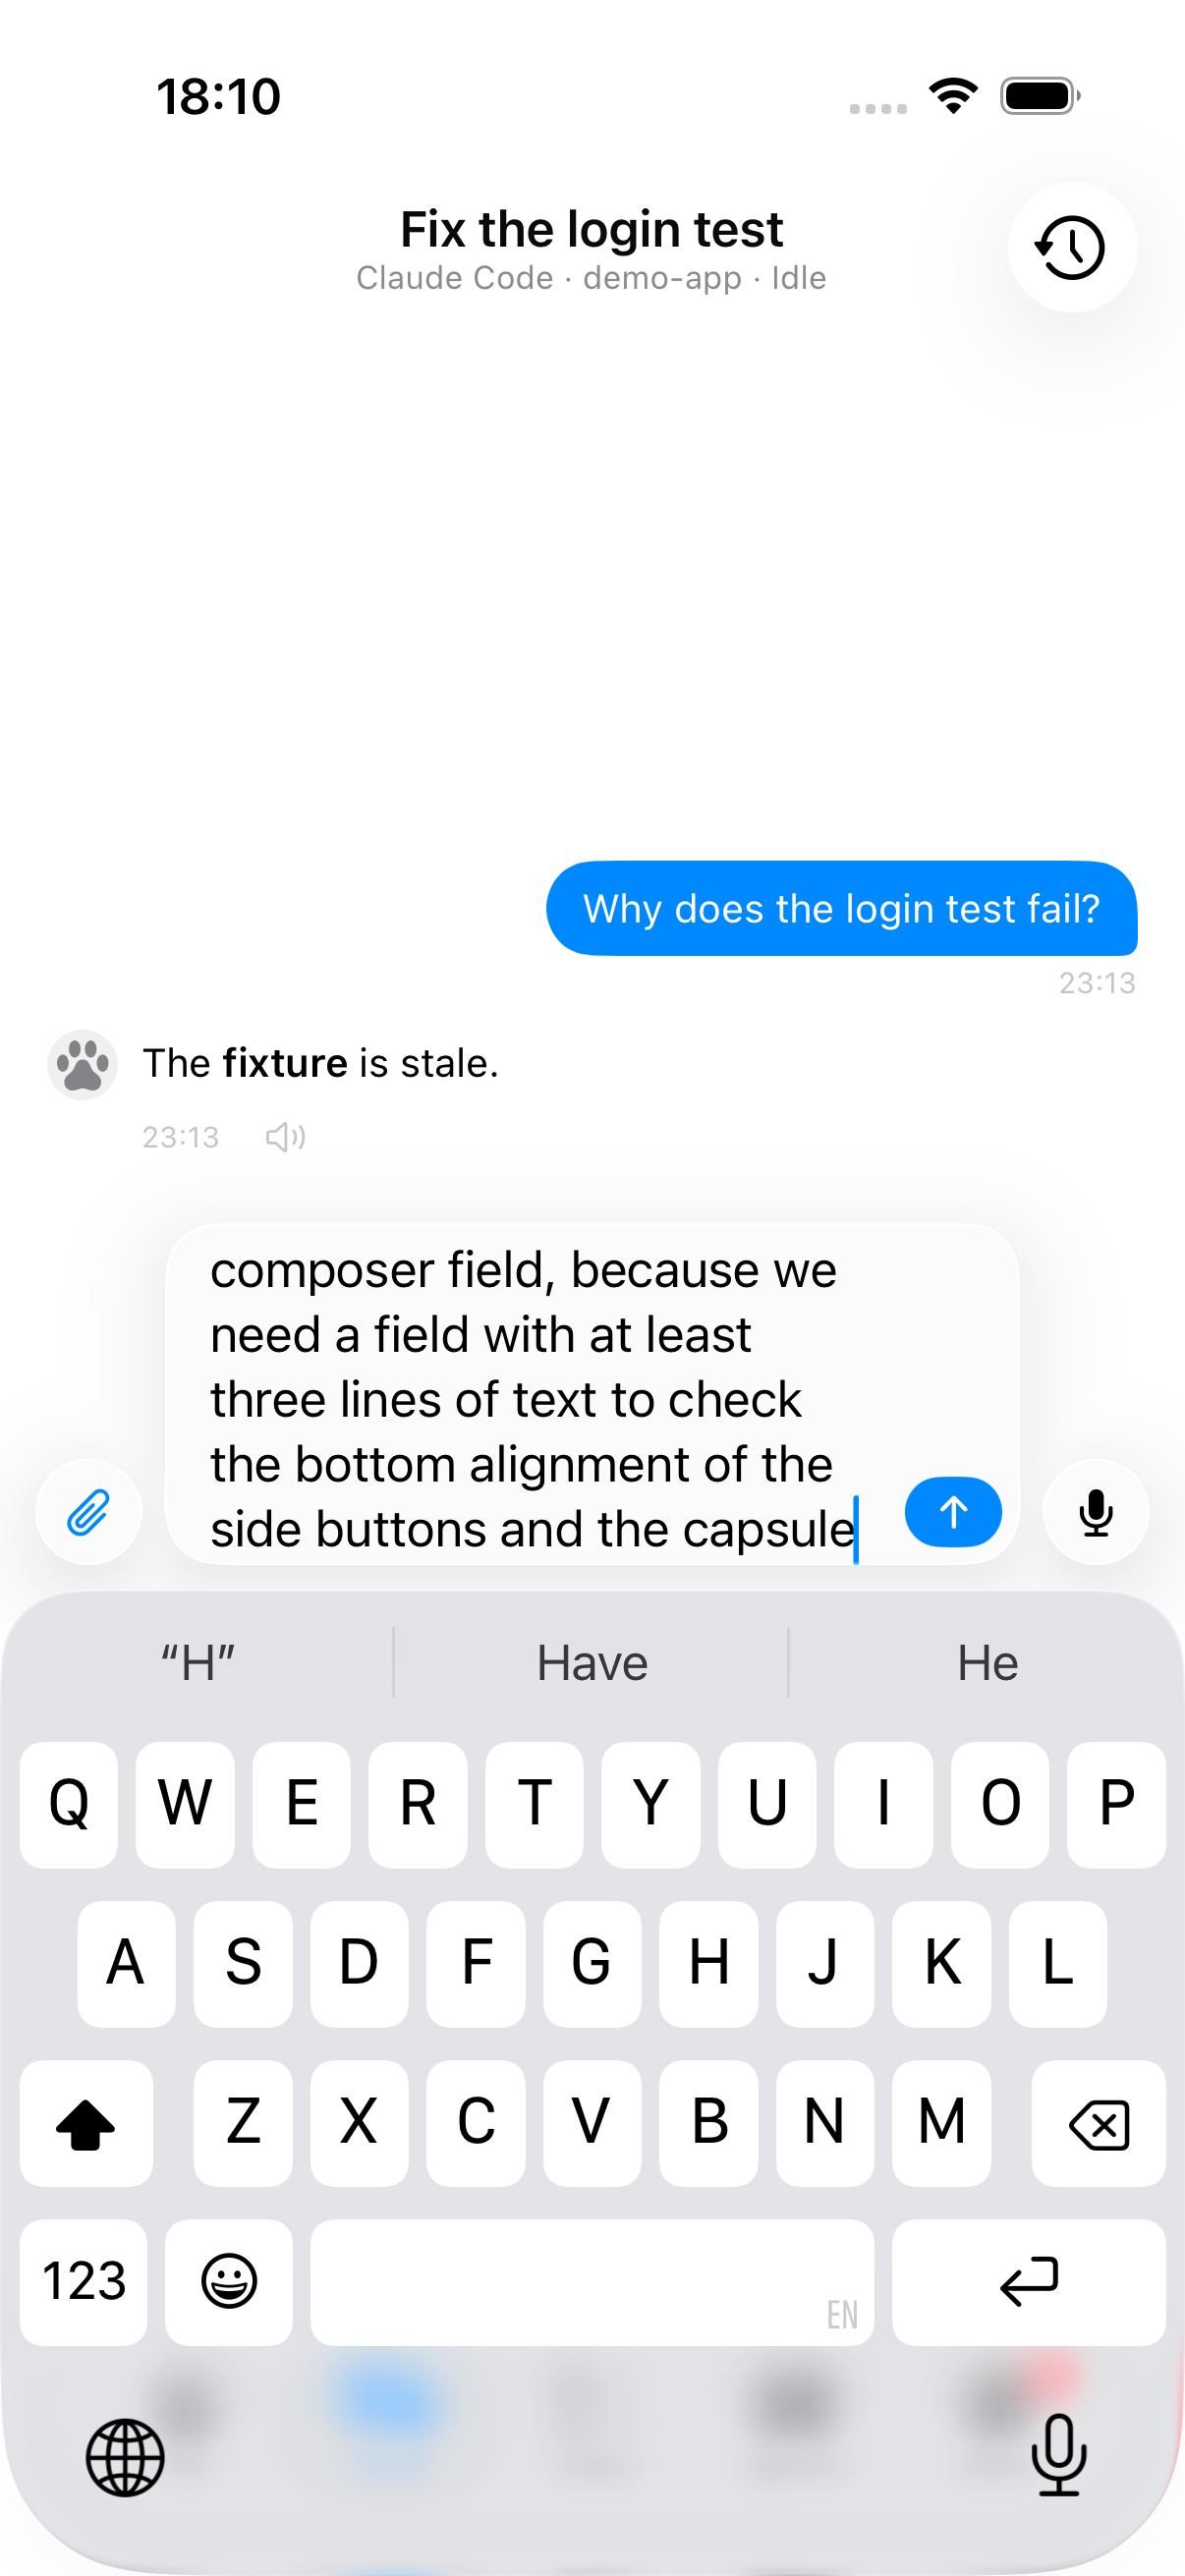 18:10
Fix the login test
Claude Code · demo-app · Idle
Why does the login test fail?
23:13
The fixture is stale.
23:13
composer field, because we
need a field with at least
three lines of text to check
the bottom alignment of the
side buttons and the capsule
“H” Have He
Q W E R T Y U I O P
A S D F G H J K L
Z X C V B N M
123
EN